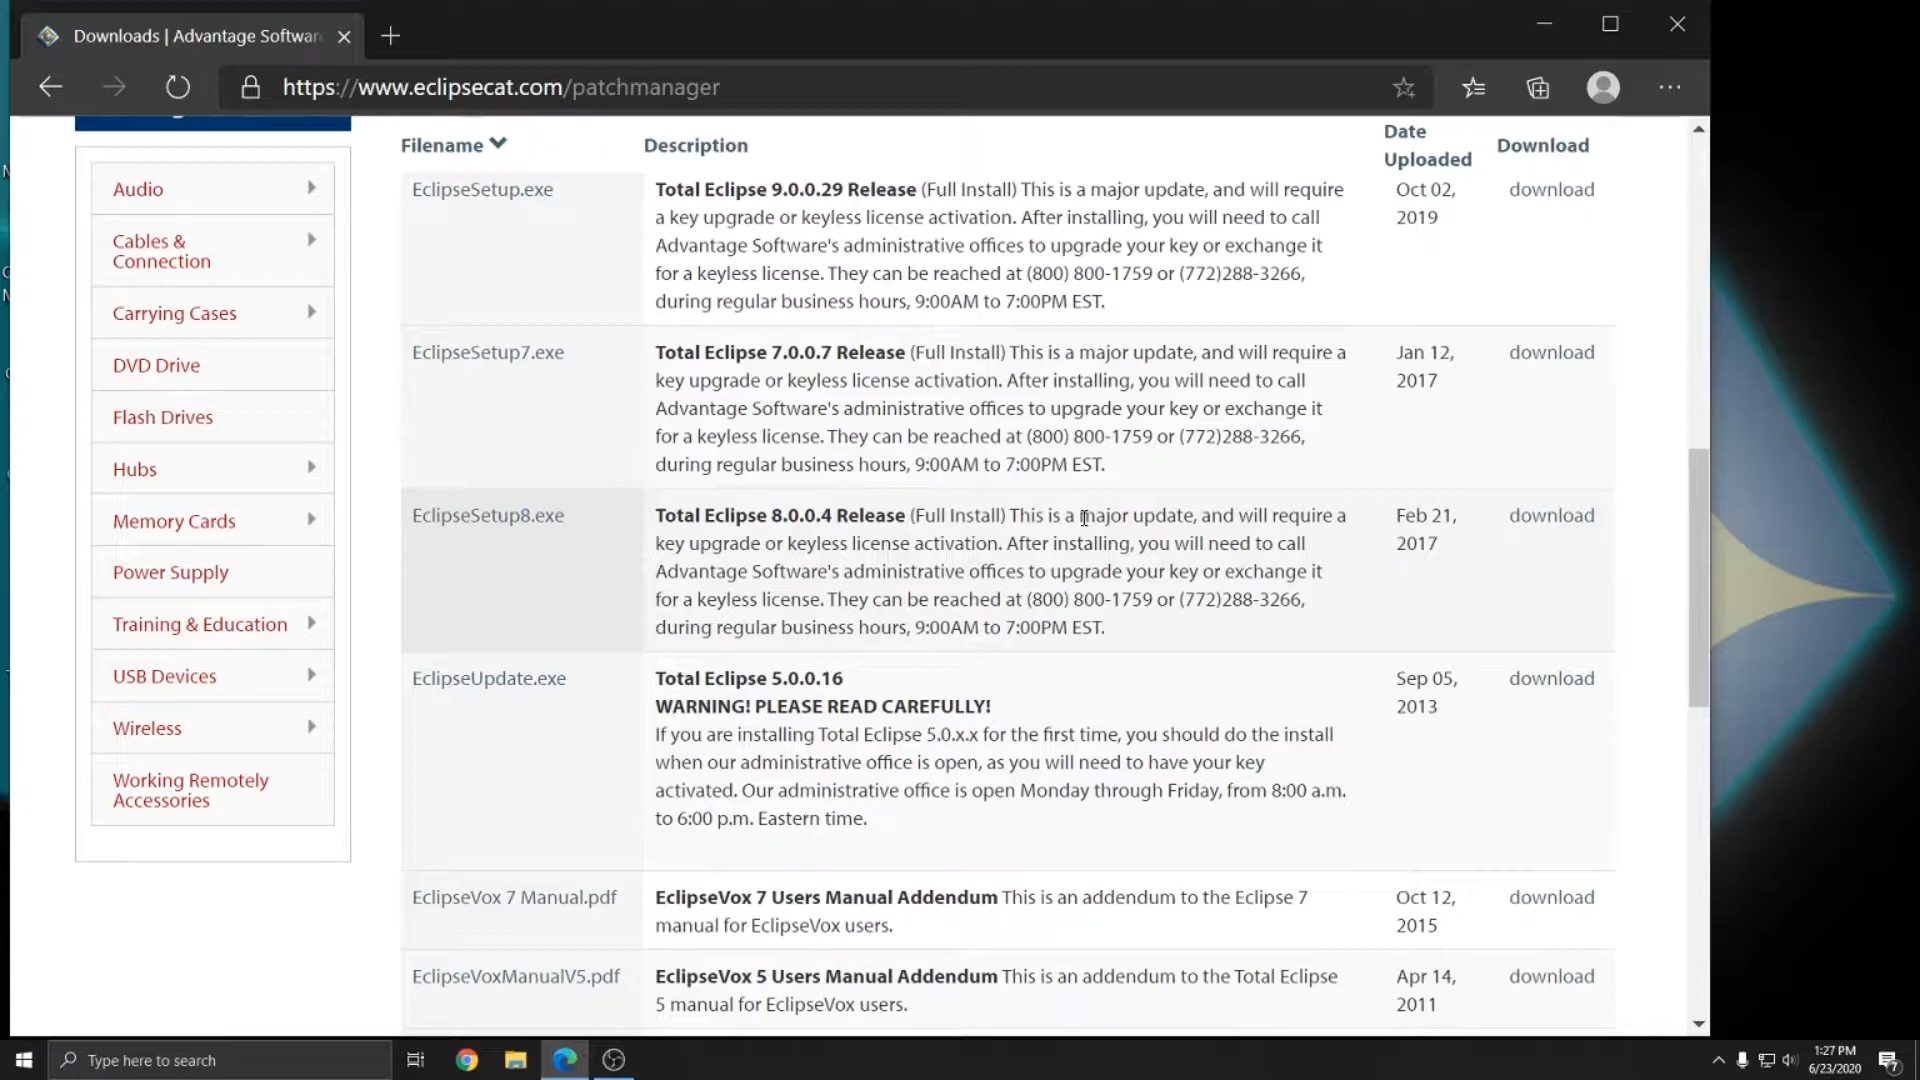 Downloads | Advantage Softwar
https://www.eclipsecat.com/patchmanager
Filename
Description
Date
Uploaded
Download
Audio
Cables &
Connection
Carrying Cases
DVD Drive
Flash Drives
Hubs
Memory Cards
Power Supply
Training & Education
USB Devices
Wireless
Working Remotely
Accessories
EclipseSetup.exe
Total Eclipse 9.0.0.29 Release (Full Install) This is a major update, and will require
a key upgrade or keyless license activation. After installing, you will need to call
Advantage Software's administrative offices to upgrade your key or exchange it
for a keyless license. They can be reached at (800) 800-1759 or (772)288-3266,
during regular business hours, 9:00AM to 7:00PM EST.
Oct 02,
2019
download
EclipseSetup7.exe
Total Eclipse 7.0.0.7 Release (Full Install) This is a major update, and will require a
key upgrade or keyless license activation. After installing, you will need to call
Advantage Software's administrative offices to upgrade your key or exchange it
for a keyless license. They can be reached at (800) 800-1759 or (772)288-3266,
during regular business hours, 9:00AM to 7:00PM EST.
Jan 12,
2017
download
EclipseSetup8.exe
Total Eclipse 8.0.0.4 Release (Full Install) This is a major update, and will require a
key upgrade or keyless license activation. After installing, you will need to call
Advantage Software's administrative offices to upgrade your key or exchange it
for a keyless license. They can be reached at (800) 800-1759 or (772)288-3266,
during regular business hours, 9:00AM to 7:00PM EST.
Feb 21,
2017
download
EclipseUpdate.exe
Total Eclipse 5.0.0.16
WARNING! PLEASE READ CAREFULLY!
If you are installing Total Eclipse 5.0.x.x for the first time, you should do the install
when our administrative office is open, as you will need to have your key
activated. Our administrative office is open Monday through Friday, from 8:00 a.m.
to 6:00 p.m. Eastern time.
Sep 05,
2013
download
EclipseVox 7 Manual.pdf
EclipseVox 7 Users Manual Addendum This is an addendum to the Eclipse 7
manual for EclipseVox users.
Oct 12,
2015
download
EclipseVoxManualV5.pdf
EclipseVox 5 Users Manual Addendum This is an addendum to the Total Eclipse
5 manual for EclipseVox users.
Apr 14,
2011
download
Type here to search
1:27 PM
6/23/2020
7